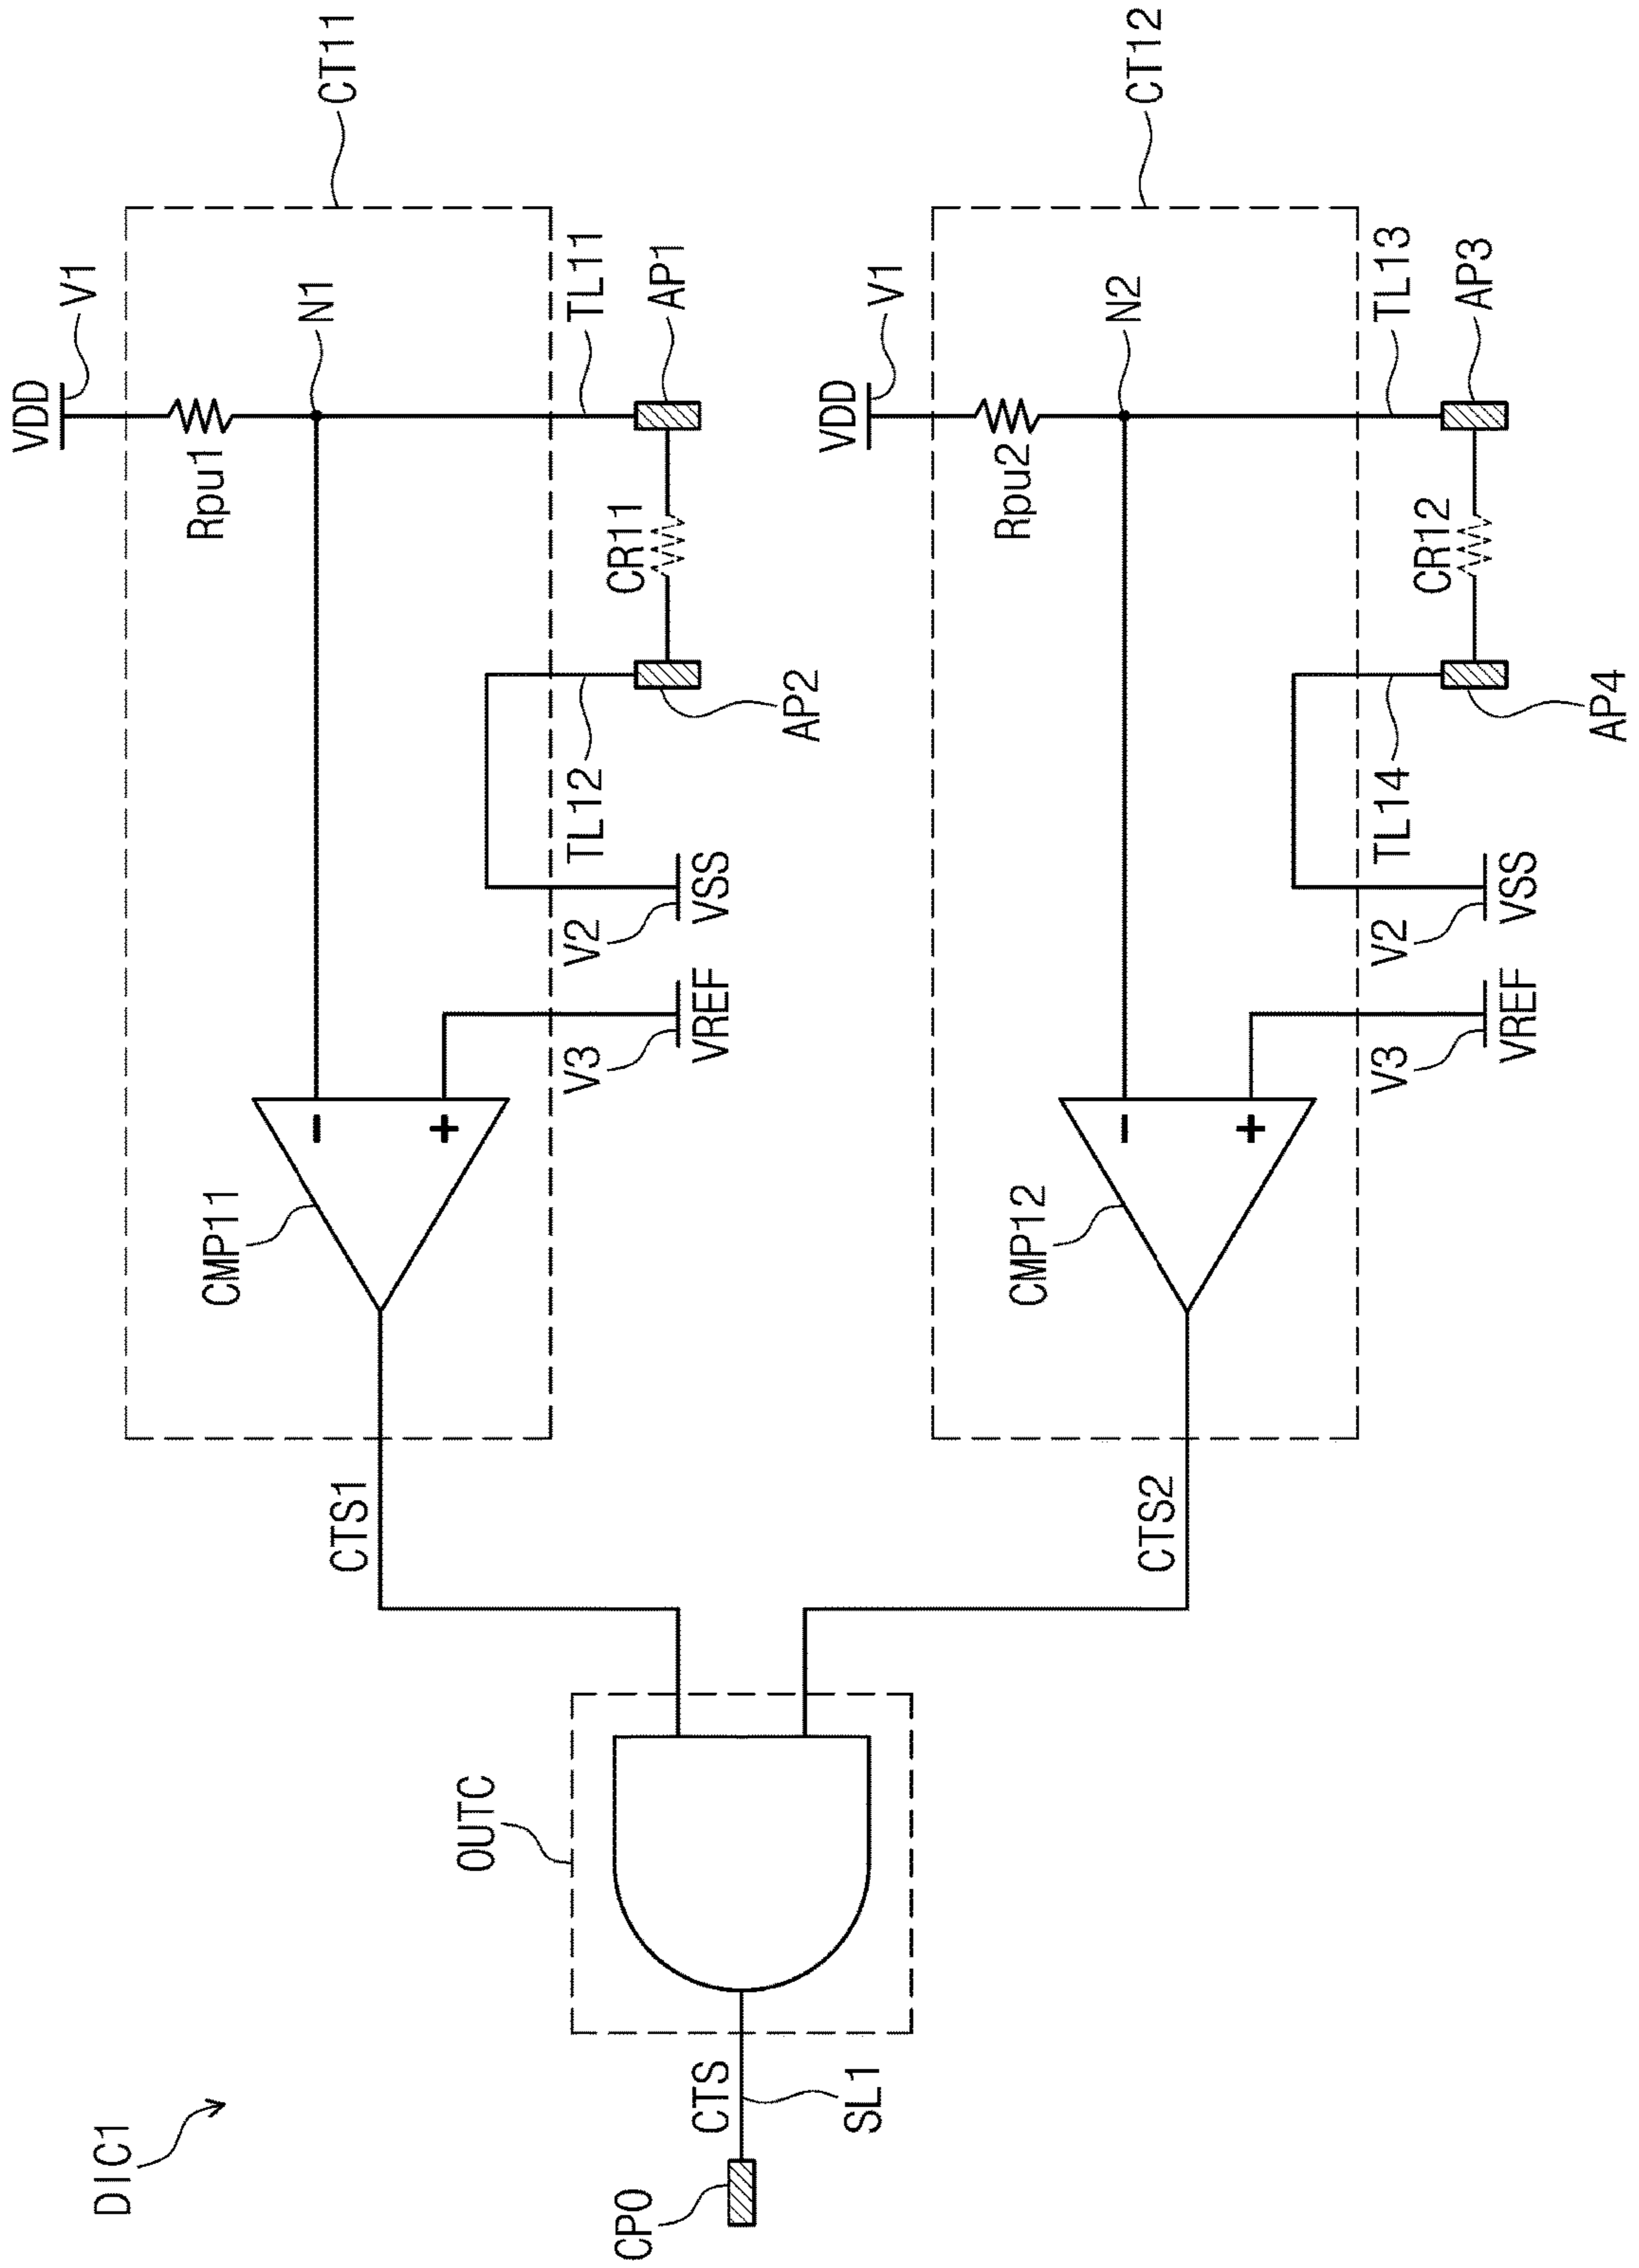 DIC1
VDD
V1
CT11
Rpu1
N1
TL11
AP1
CR11
AP2
TL12
V2
VSS
V3
VREF
CMP11
CTS1
VDD
V1
CT12
Rpu2
N2
TL13
AP3
CR12
AP4
TL14
V2
VSS
V3
VREF
CMP12
CTS2
-
+
-
+
OUTC
CTS
SL1
CPO